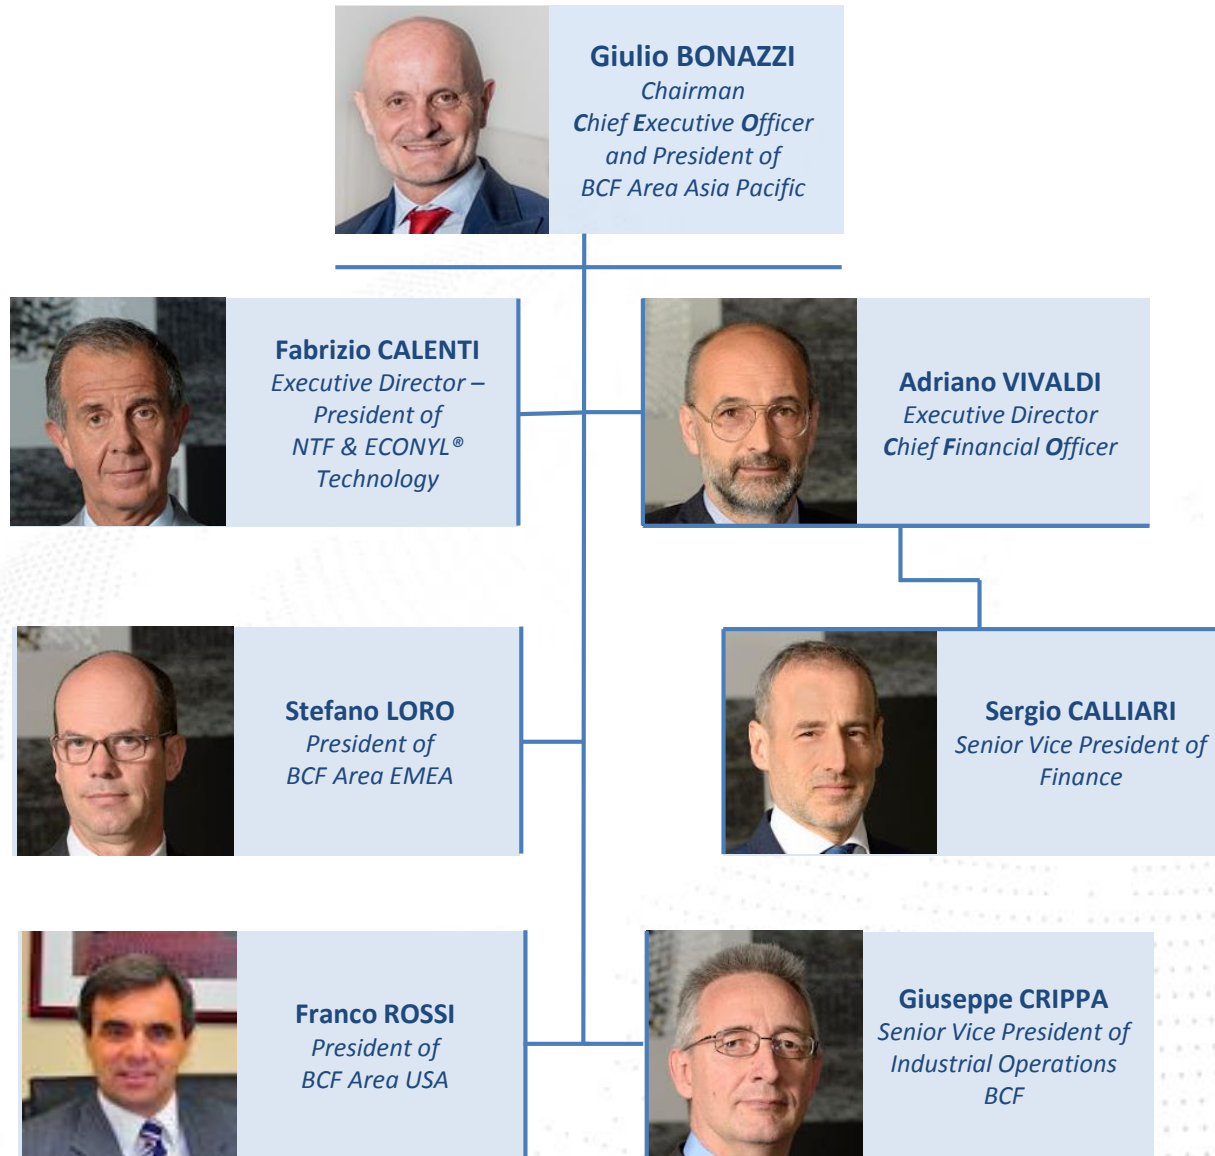 Giulio BONAZZI
Chairman
Chief Executive Officer
and President of
BCF Area Asia Pacific
Fabrizio CALENTI
Executive Director –
President of
NTF & ECONYL®
Technology
Adriano VIVALDI
Executive Director
Chief Financial Officer
Stefano LORO
President of
BCF Area EMEA
Sergio CALLIARI
Senior Vice President of
Finance
Franco ROSSI
President of
BCF Area USA
Giuseppe CRIPPA
Senior Vice President of
Industrial Operations
BCF